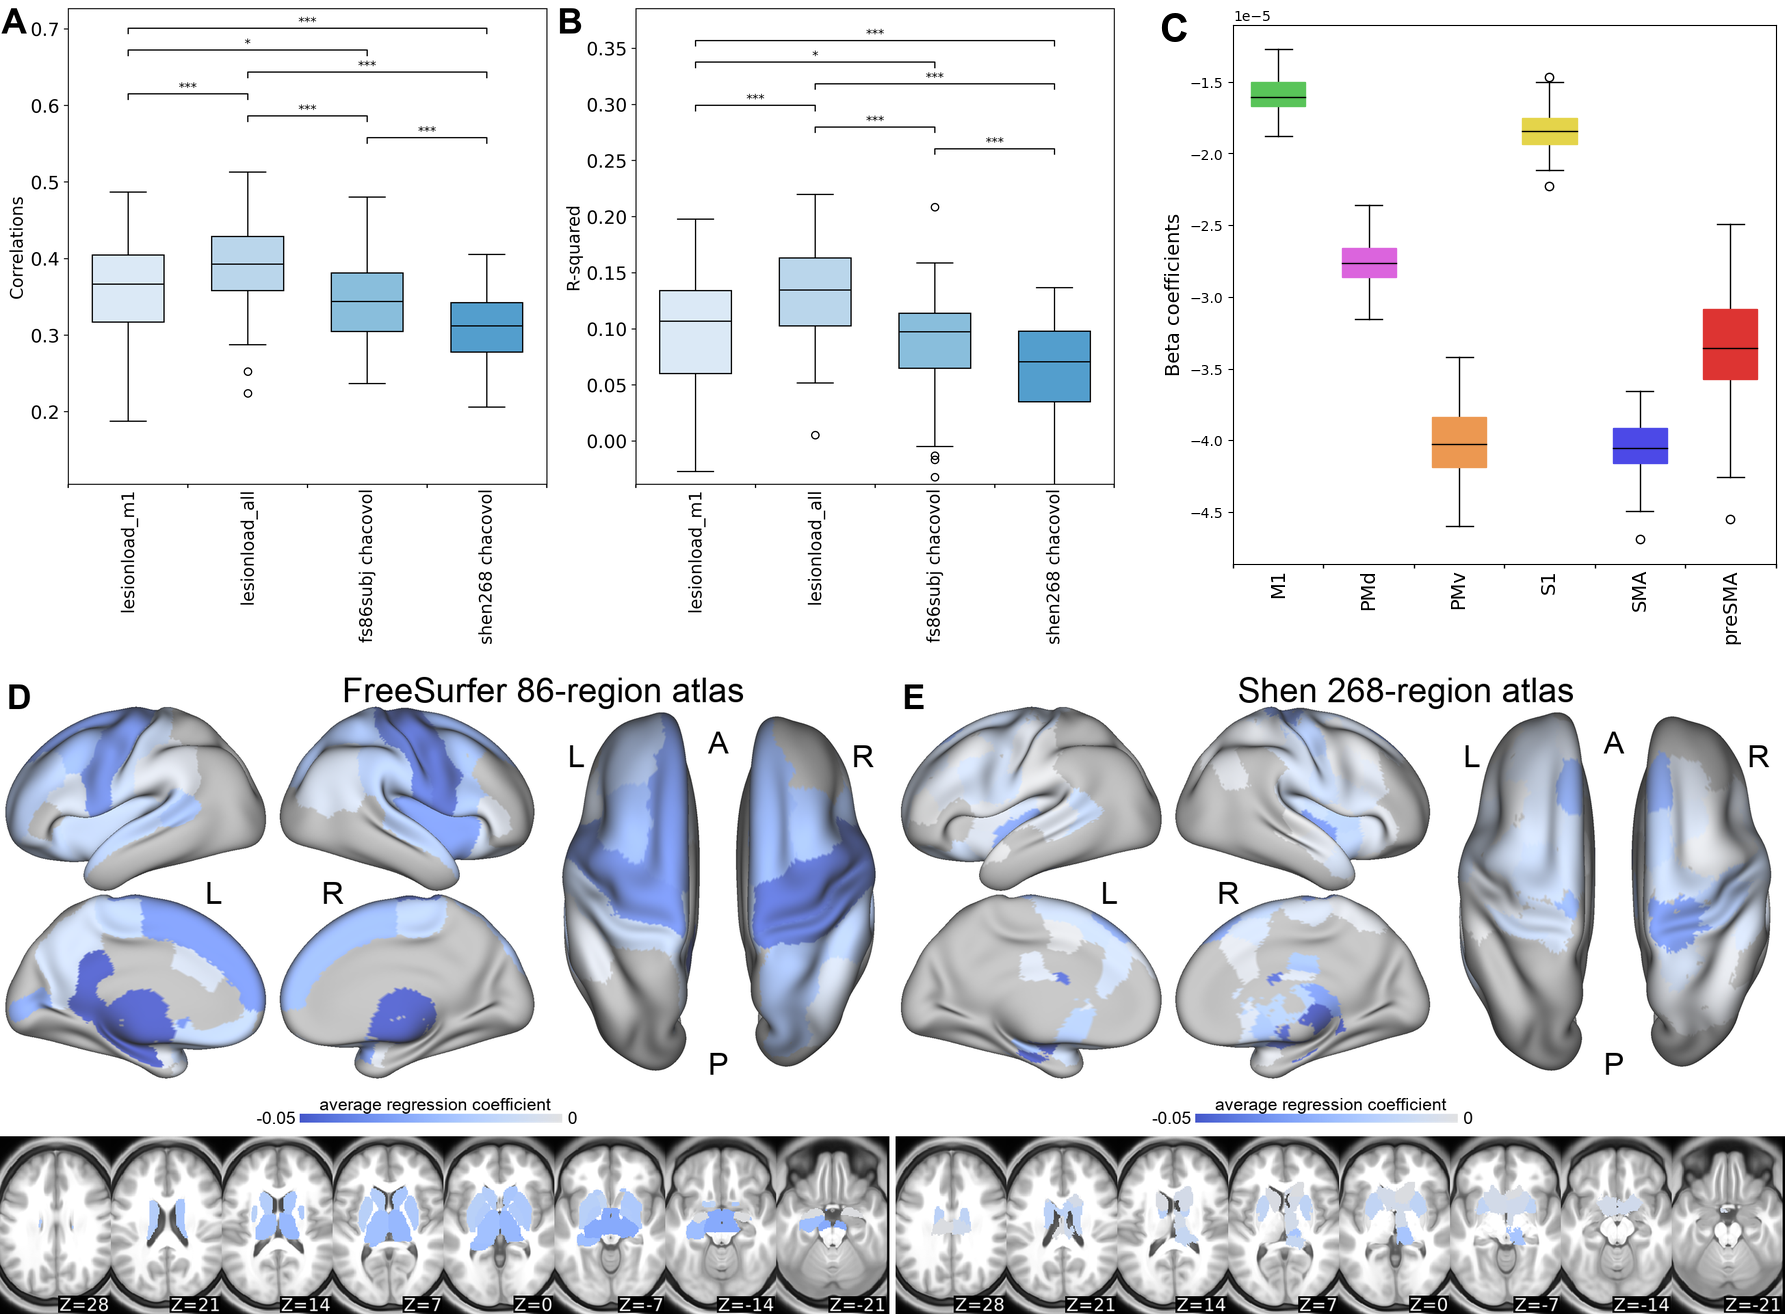 A
0.7
0.6
0.5
0.4
0.3
0.2
Correlations
***
*
***
***
***
***
lesionload_m1
lesionload_all
fs86subj chacovol
shen268 chacovol
B
0.35
0.30
0.25
0.20
0.15
0.10
0.05
0.00
R-squared
***
*
***
***
***
***
lesionload_m1
lesionload_all
fs86subj chacovol
shen268 chacovol
C
1e−5
−1.5
−2.0
−2.5
−3.0
−3.5
−4.0
−4.5
Beta coefficients
M1
PMd
PMv
S1
SMA
preSMA
D
FreeSurfer 86-region atlas
L A R
L R
P
average regression coefficient
-0.05 0
Z=28 Z=21 Z=14 Z=7 Z=0 Z=-7 Z=-14 Z=-21
E
Shen 268-region atlas
L A R
L R
P
average regression coefficient
-0.05 0
Z=28 Z=21 Z=14 Z=7 Z=0 Z=-7 Z=-14 Z=-21